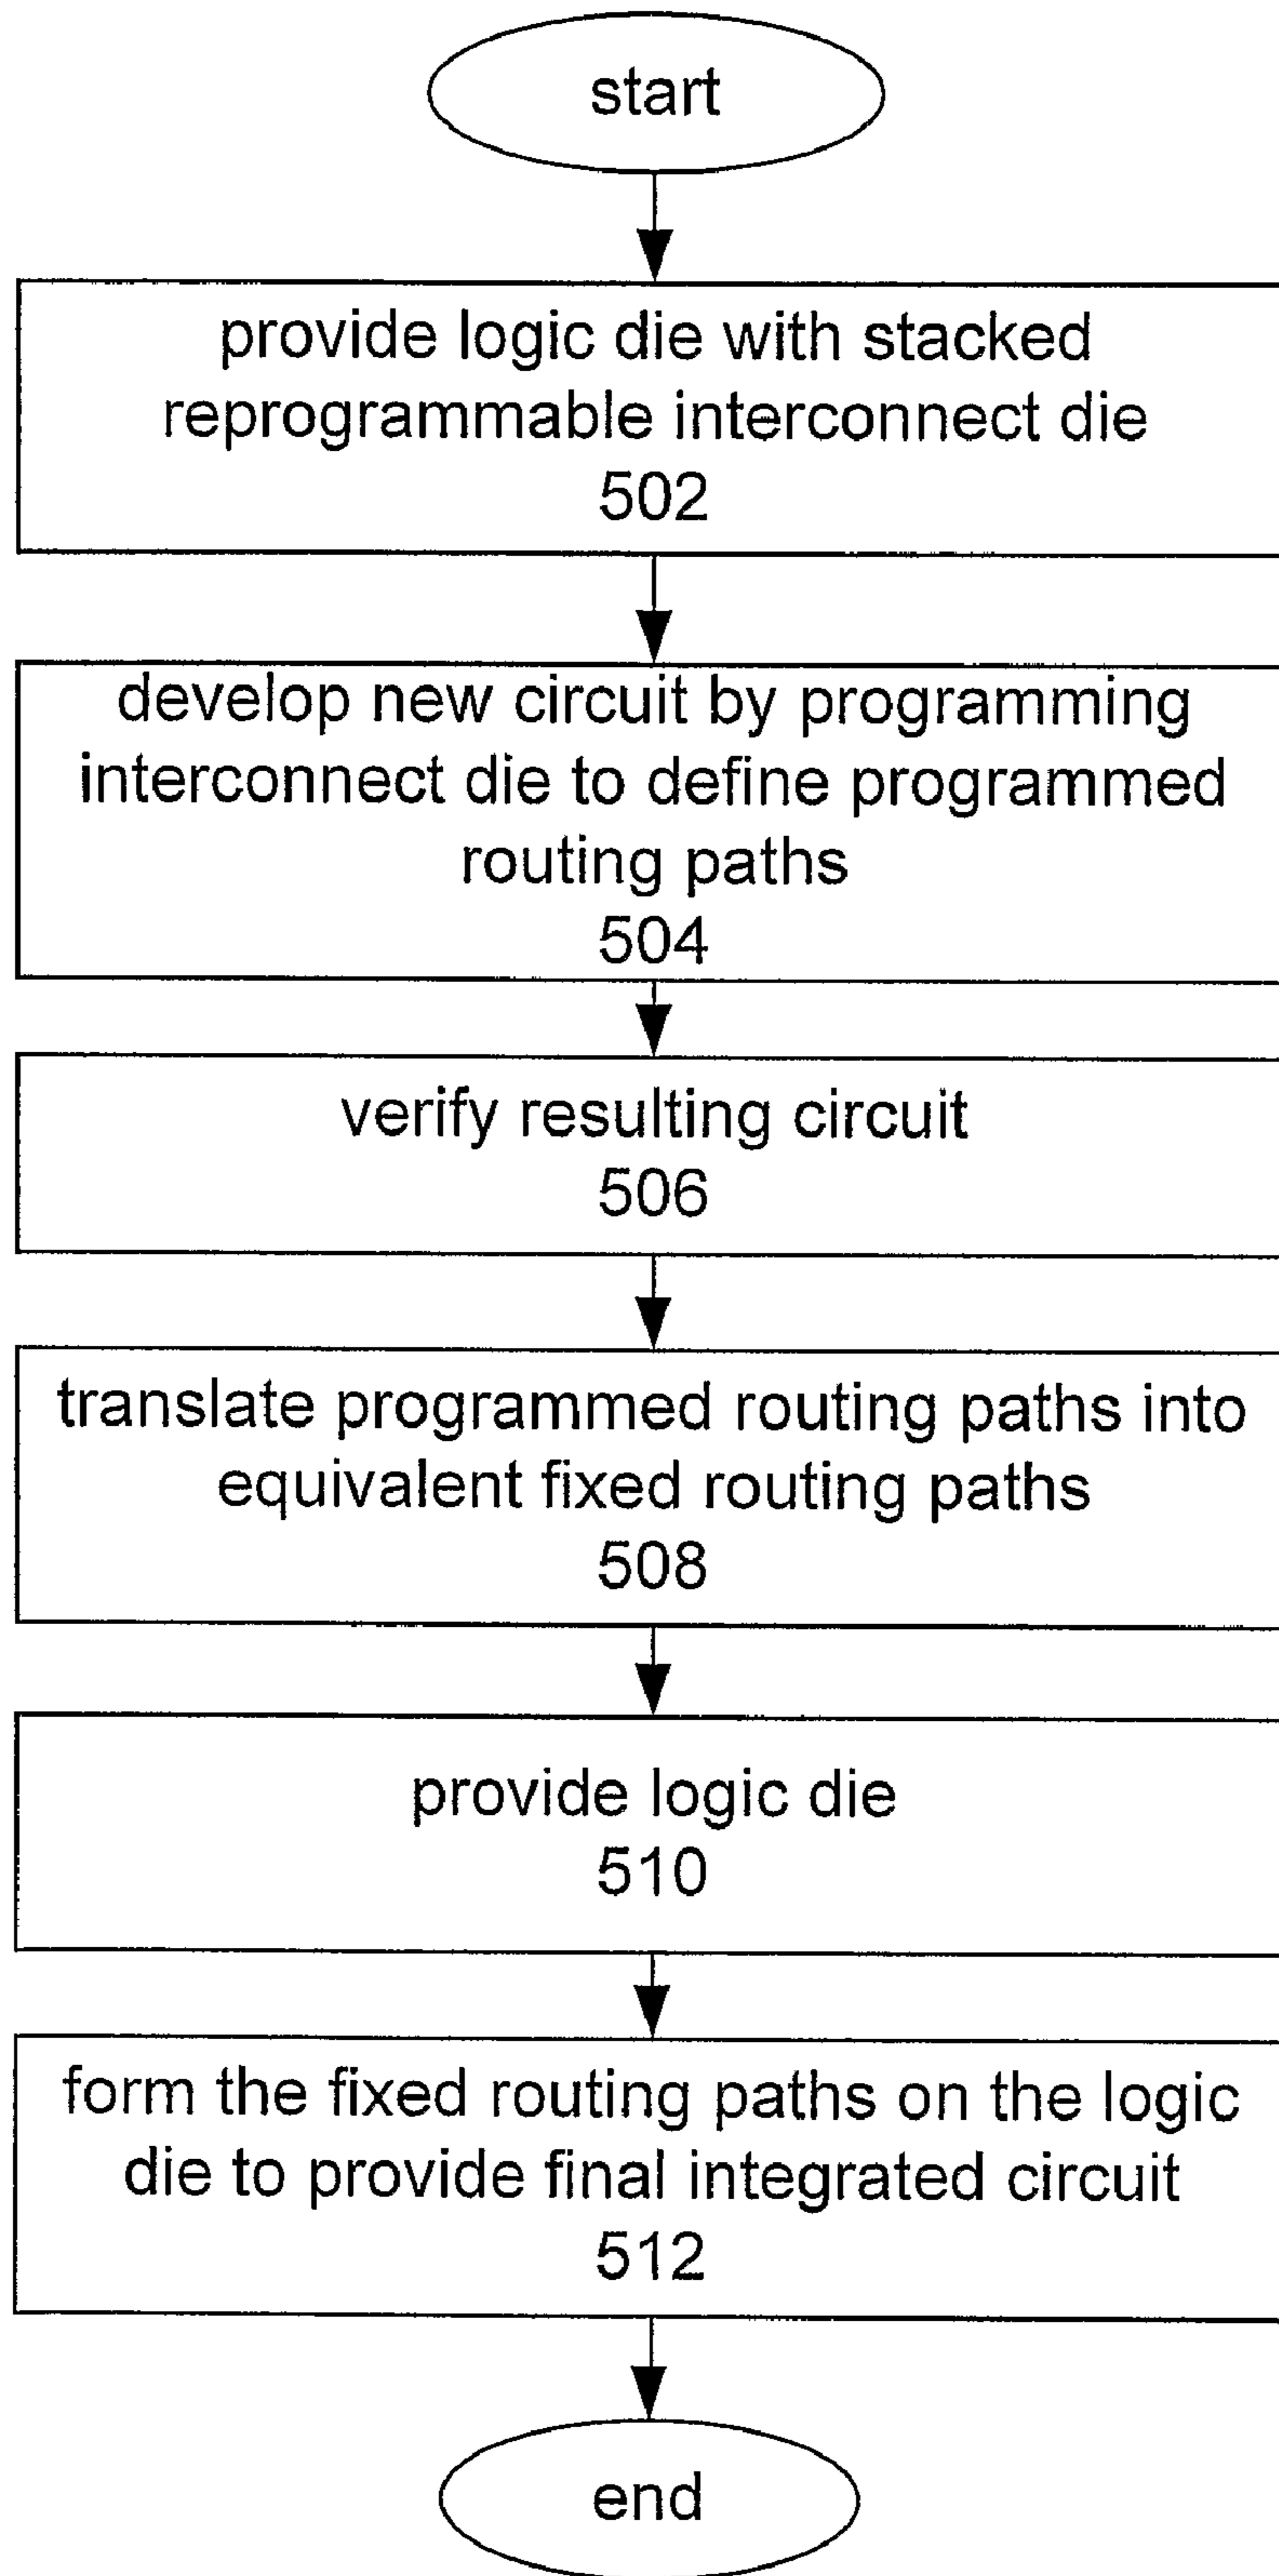 start
provide logic die with stacked
reprogrammable interconnect die
502
develop new circuit by programming
interconnect die to define programmed
routing paths
504
verify resulting circuit
506
translate programmed routing paths into
equivalent fixed routing paths
508
provide logic die
510
form the fixed routing paths on the logic
die to provide final integrated circuit
512
end